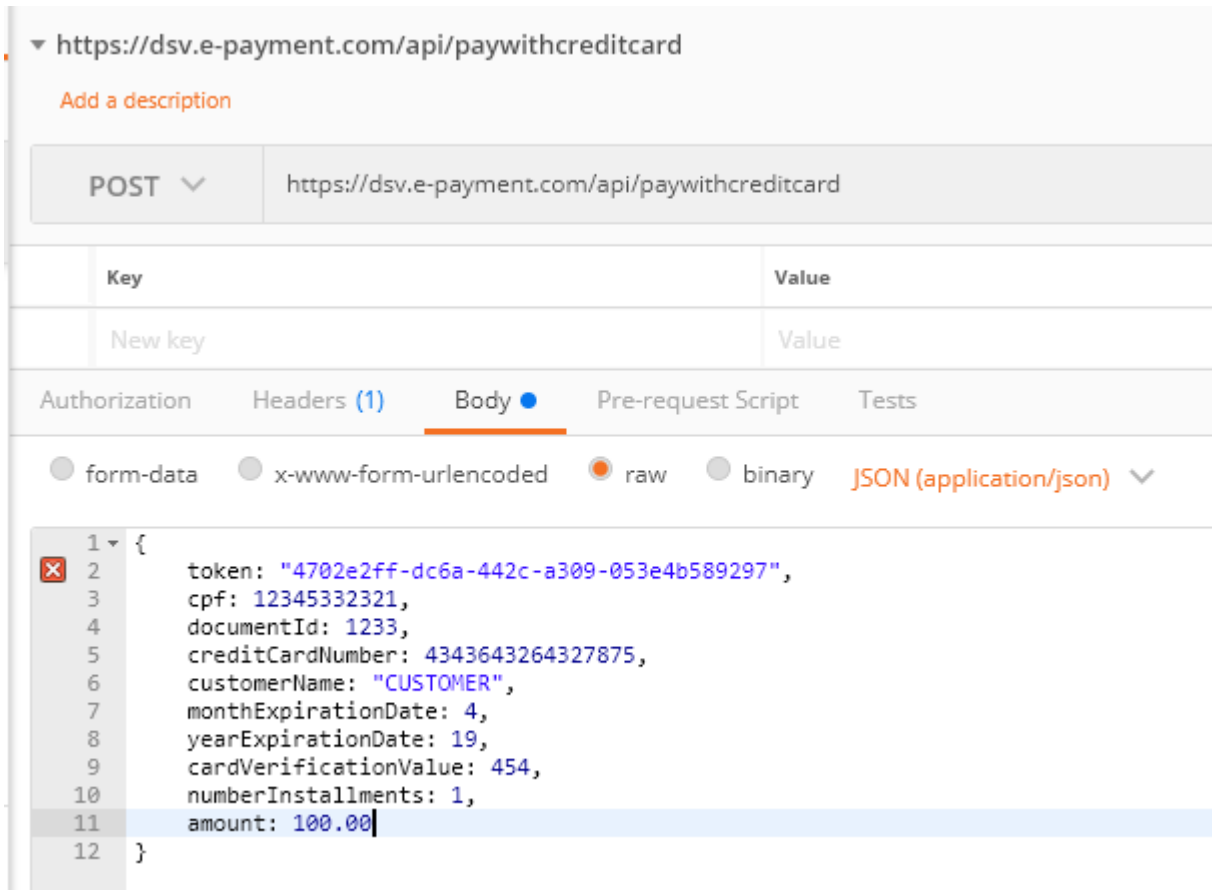 https://dsv.e-payment.com/api/paywithcreditcard
Add a description
POST https://dsv.e-payment.com/api/paywithcreditcard
Key Value
New key Value
Authorization Headers (1) Body Pre-request Script Tests
form-data x-www-form-urlencoded raw binary JSON (application/json)
1 {
2 token: "4702e2ff-dc6a-442c-a309-053e4b589297",
3 cpf: 12345332321,
4 documentId: 1233,
5 creditCardNumber: 4343643264327875,
6 customerName: "CUSTOMER",
7 monthExpirationDate: 4,
8 yearExpirationDate: 19,
9 cardVerificationValue: 454,
10 numberInstallments: 1,
11 amount: 100.00
12 }